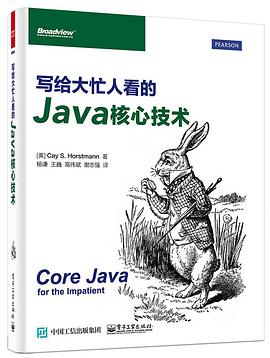 Broadview
PEARSON
写给大忙人看的
Java核心技术
[美] Cay S. Horstmann 著
杨谦 王巍 高伟斌 谢志强 译
Core Java
for the Impatient
中国工信出版集团
电子工业出版社
写给大忙人看的
Java核心技术